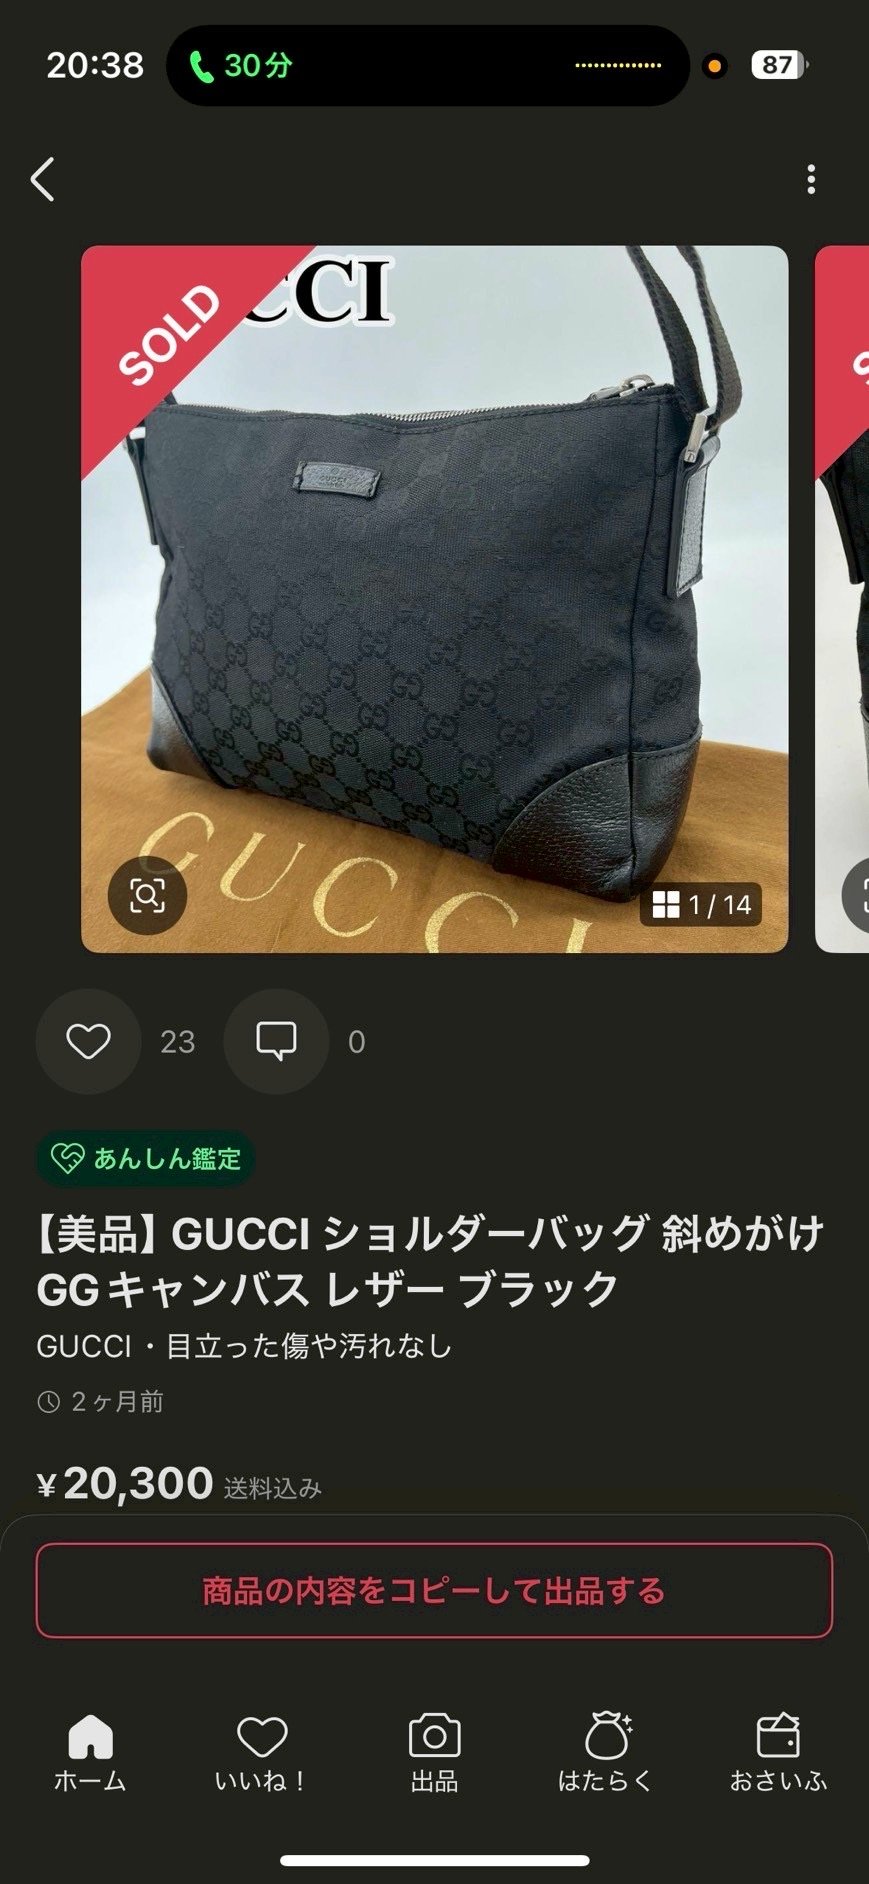 20:38
30分
87
SOLD
CCI
GUCCI
GUCCI
1 / 14
23
0
あんしん鑑定
【美品】GUCCI ショルダーバッグ 斜めがけ
GGキャンバス レザー ブラック
GUCCI・目立った傷や汚れなし
2ヶ月前
¥20,300 送料込み
商品の内容をコピーして出品する
ホーム
いいね！
出品
はたらく
おさいふ